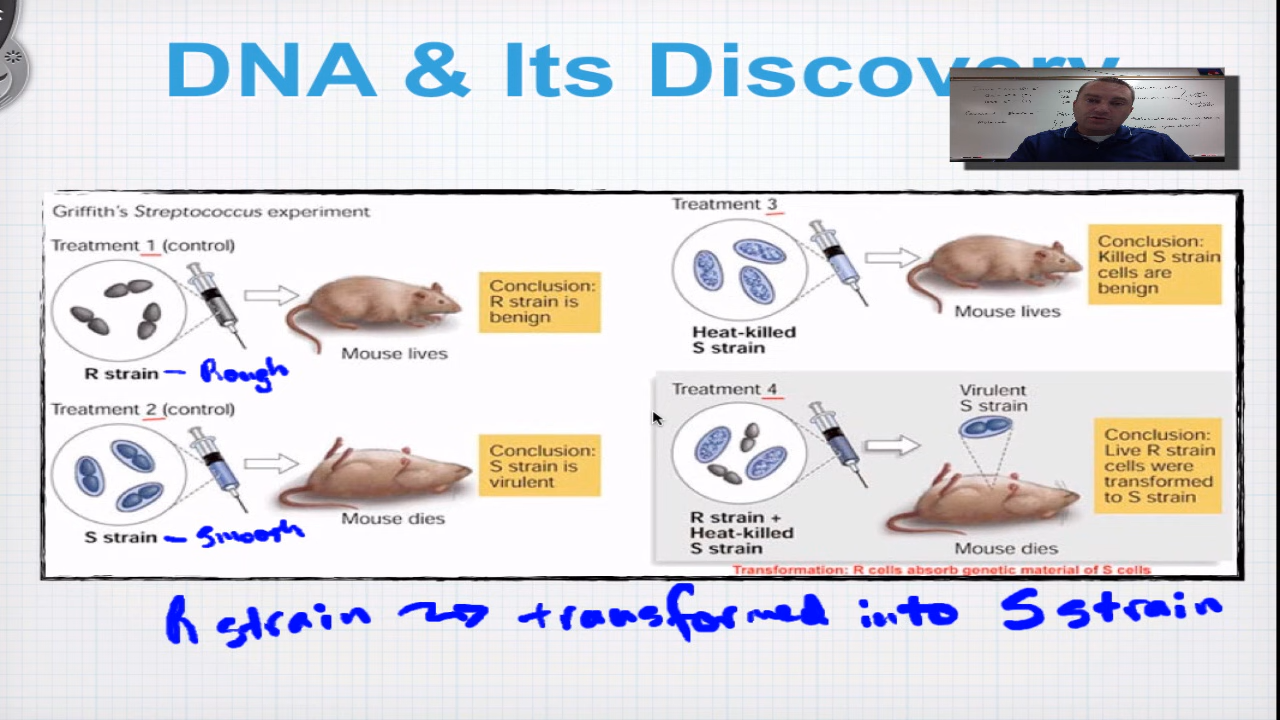 DNA & Its Discovery
Griffith's Streptococcus experiment
Treatment 1 (control)
R strain – Rough
Mouse lives
Conclusion:
R strain is
benign
Treatment 2 (control)
S strain – Smooth
Mouse dies
Conclusion:
S strain is
virulent
Treatment 3
Heat-killed
S strain
Mouse lives
Conclusion:
Killed S strain
cells are
benign
Treatment 4
R strain +
Heat-killed
S strain
Virulent
S strain
Mouse dies
Conclusion:
Live R strain
cells were
transformed
to S strain
Transformation: R cells absorb genetic material of S cells
R strain → transformed into S strain